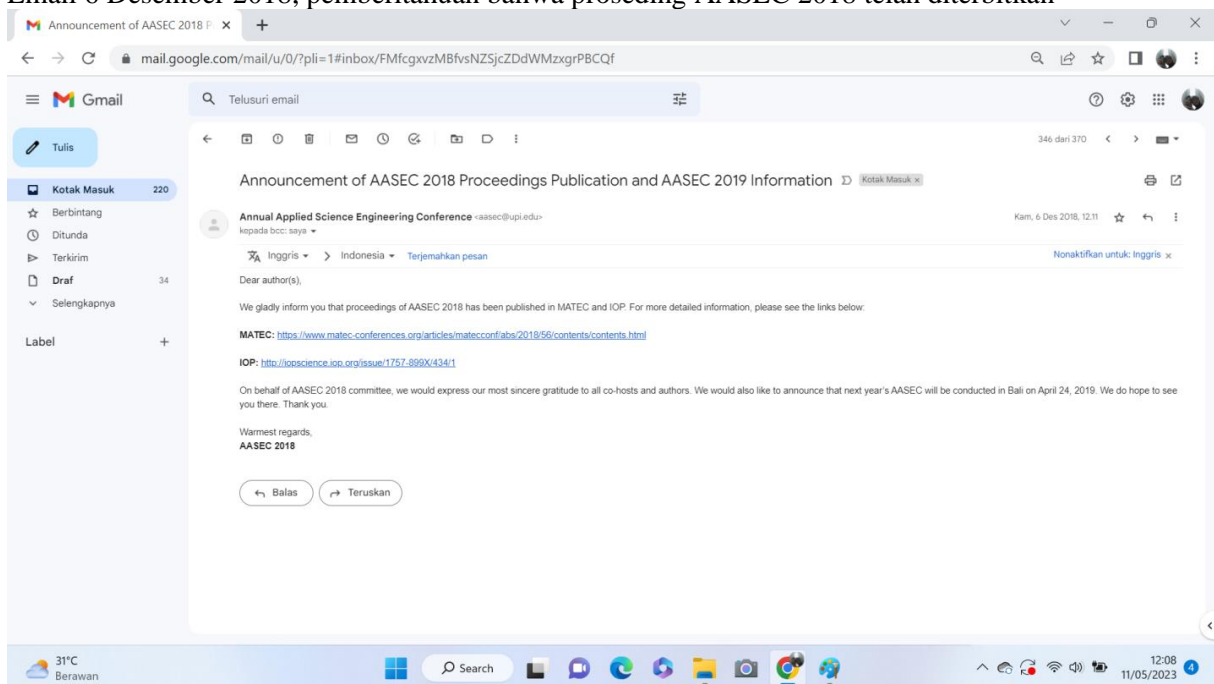 Email 6 Desember 2018, pemberitahuan bahwa proseding AASEC 2018 telah diterbitkan
Announcement of AASEC 2018 P
mail.google.com/mail/u/0/?pli=1#inbox/FMfcgxvzMBfvsNZSjcZDdWMzxgrPBCQf
Gmail
Telusuri email
Tulis
346 dari 370
Kotak Masuk 220
Berbintang
Ditunda
Terkirim
Draf 34
Selengkapnya
Label +
Announcement of AASEC 2018 Proceedings Publication and AASEC 2019 Information Kotak Masuk x
Annual Applied Science Engineering Conference <aasec@upi.edu> Kam, 6 Des 2018, 12.11
kepada bcc: saya
Inggris > Indonesia Terjemahkan pesan Nonaktifkan untuk: Inggris x
Dear author(s),
We gladly inform you that proceedings of AASEC 2018 has been published in MATEC and IOP. For more detailed information, please see the links below:
MATEC: https://www.matec-conferences.org/articles/matecconf/abs/2018/56/contents/contents.html
IOP: http://iopscience.iop.org/issue/1757-899X/434/1
On behalf of AASEC 2018 committee, we would express our most sincere gratitude to all co-hosts and authors. We would also like to announce that next year's AASEC will be conducted in Bali on April 24, 2019. We do hope to see
you there. Thank you.
Warmest regards,
AASEC 2018
Balas Teruskan
31°C
Berawan
Search
12:08
11/05/2023 4